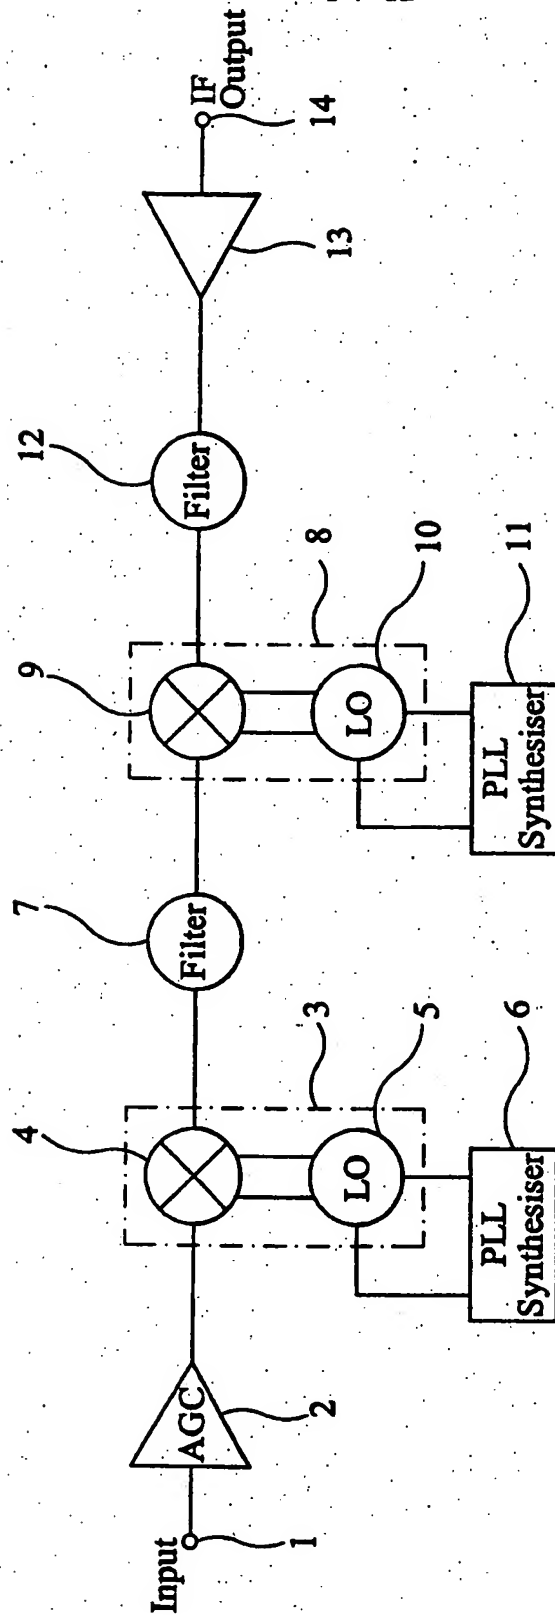 Input
1
AGC
2
4
3
LO
5
PLL
Synthesiser
6
7
Filter
9
8
LO
10
PLL
Synthesiser
11
12
Filter
13
IF
Output
14